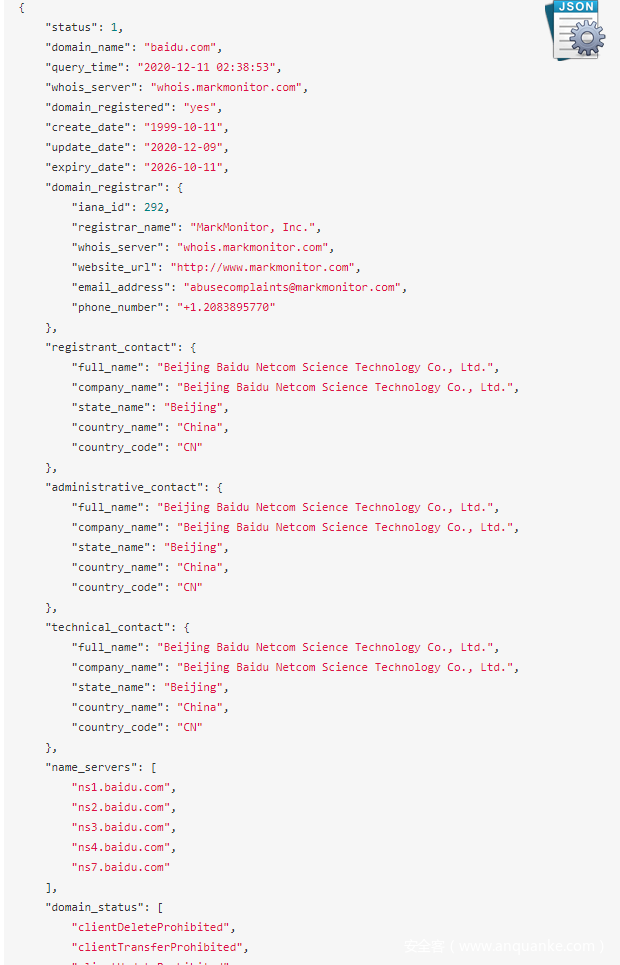 JSON
{
    "status": 1,
    "domain_name": "baidu.com",
    "query_time": "2020-12-11 02:38:53",
    "whois_server": "whois.markmonitor.com",
    "domain_registered": "yes",
    "create_date": "1999-10-11",
    "update_date": "2020-12-09",
    "expiry_date": "2026-10-11",
    "domain_registrar": {
        "iana_id": 292,
        "registrar_name": "MarkMonitor, Inc.",
        "whois_server": "whois.markmonitor.com",
        "website_url": "http://www.markmonitor.com",
        "email_address": "abusecomplaints@markmonitor.com",
        "phone_number": "+1.2083895770"
    },
    "registrant_contact": {
        "full_name": "Beijing Baidu Netcom Science Technology Co., Ltd.",
        "company_name": "Beijing Baidu Netcom Science Technology Co., Ltd.",
        "state_name": "Beijing",
        "country_name": "China",
        "country_code": "CN"
    },
    "administrative_contact": {
        "full_name": "Beijing Baidu Netcom Science Technology Co., Ltd.",
        "company_name": "Beijing Baidu Netcom Science Technology Co., Ltd.",
        "state_name": "Beijing",
        "country_name": "China",
        "country_code": "CN"
    },
    "technical_contact": {
        "full_name": "Beijing Baidu Netcom Science Technology Co., Ltd.",
        "company_name": "Beijing Baidu Netcom Science Technology Co., Ltd.",
        "state_name": "Beijing",
        "country_name": "China",
        "country_code": "CN"
    },
    "name_servers": [
        "ns1.baidu.com",
        "ns2.baidu.com",
        "ns3.baidu.com",
        "ns4.baidu.com",
        "ns7.baidu.com"
    ],
    "domain_status": [
        "clientDeleteProhibited",
        "clientTransferProhibited",
安全客 ( www.anquanke.com )